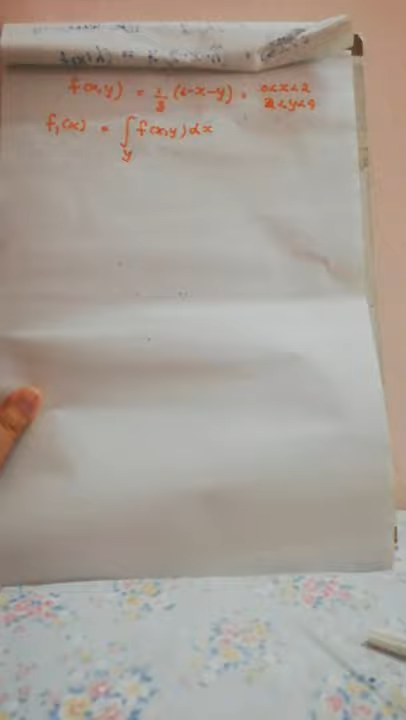 f(x,y) = 1/8 (6-x-y), 0<x<2
2<y<4
f₁(x) = ∫y f(x,y) dx